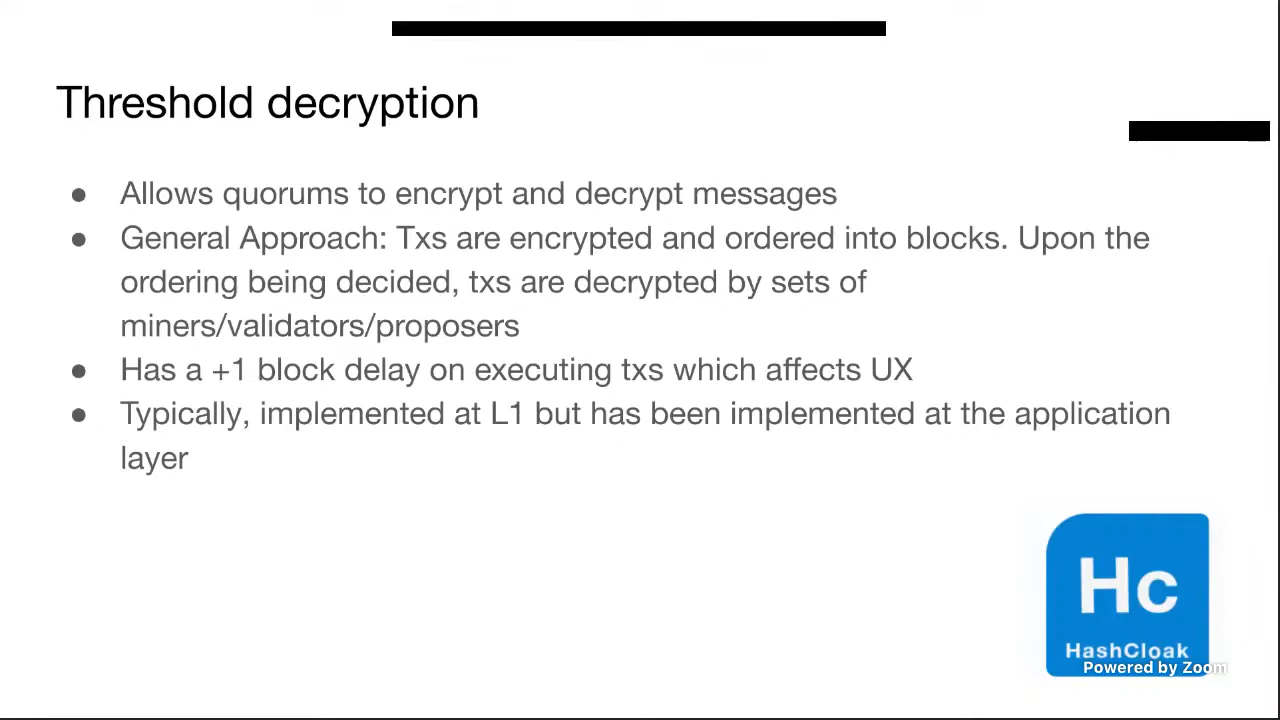 Threshold decryption
● Allows quorums to encrypt and decrypt messages
● General Approach: Txs are encrypted and ordered into blocks. Upon the
ordering being decided, txs are decrypted by sets of
miners/validators/proposers
● Has a +1 block delay on executing txs which affects UX
● Typically, implemented at L1 but has been implemented at the application
layer
Hc
HashCloak
Powered by Zoom